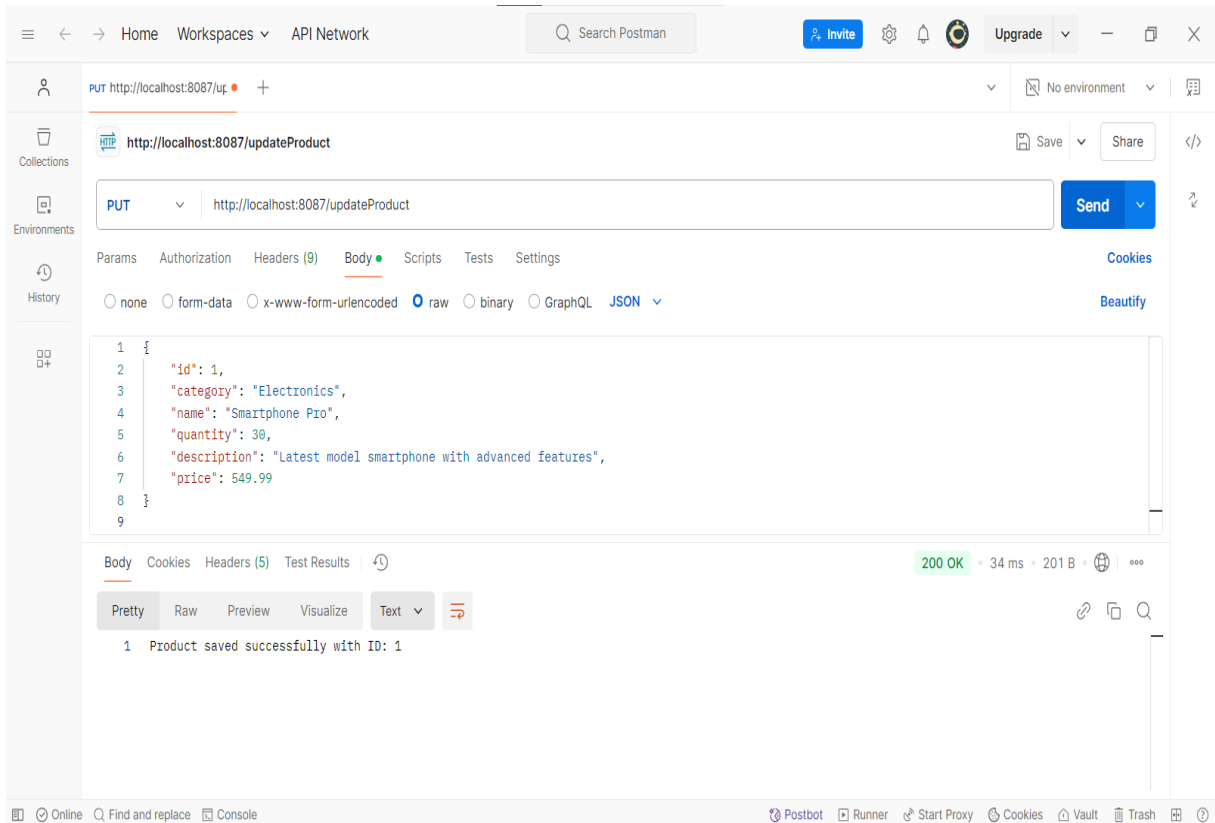 Home Workspaces API Network Search Postman Invite Upgrade
PUT http://localhost:8087/up No environment
HTTP http://localhost:8087/updateProduct Save Share
Collections
PUT http://localhost:8087/updateProduct Send
Environments
Params Authorization Headers (9) Body Scripts Tests Settings Cookies
History
none form-data x-www-form-urlencoded raw binary GraphQL JSON Beautify
1 {
2 "id": 1,
3 "category": "Electronics",
4 "name": "Smartphone Pro",
5 "quantity": 30,
6 "description": "Latest model smartphone with advanced features",
7 "price": 549.99
8 }
9
Body Cookies Headers (5) Test Results 200 OK • 34 ms • 201 B •
Pretty Raw Preview Visualize Text
1 Product saved successfully with ID: 1
Online Find and replace Console Postbot Runner Start Proxy Cookies Vault Trash